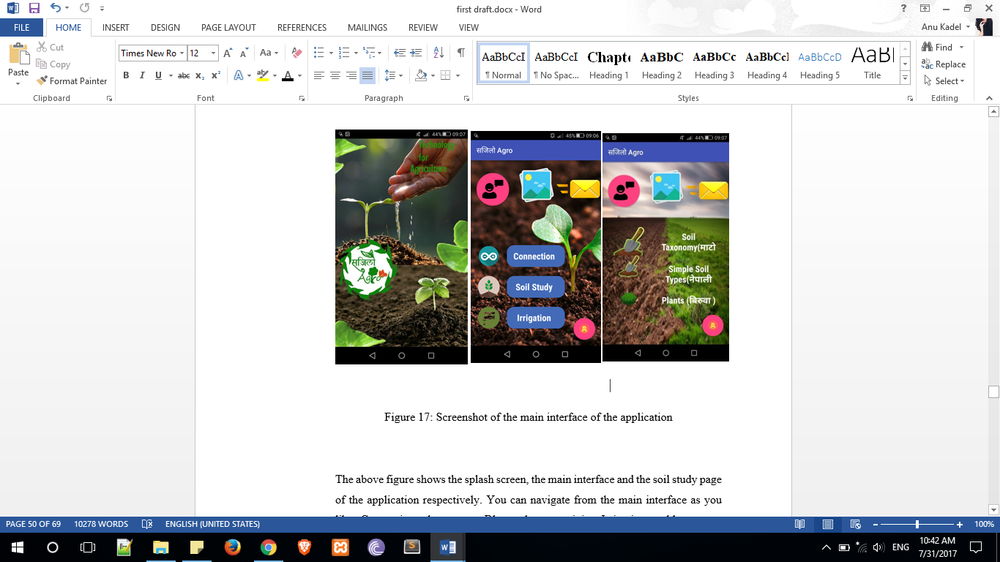 first draft.docx - Word
FILE HOME INSERT DESIGN PAGE LAYOUT REFERENCES MAILINGS REVIEW VIEW
Anu Kadel
Paste
Cut
Copy
Format Painter
Clipboard
Times New Ro 12
Font
Paragraph
AaBbCcI AaBbCcI Chapte AaBbC AaBbCc AaBbCcI AaBbCcD AaBI
¶ Normal ¶ No Spac... Heading 1 Heading 2 Heading 3 Heading 4 Heading 5 Title
Styles
Find
Replace
Select
Editing
44% 09:07
Technology
for
Agriculture
सजिलो
Agro
45% 09:06
सजिलो Agro
Connection
Soil Study
Irrigation
44% 09:07
सजिलो Agro
Soil
Taxonomy(माटो
Simple Soil
Types(नेपाली
Plants (बिरुवा )
Figure 17: Screenshot of the main interface of the application
The above figure shows the splash screen, the main interface and the soil study page
of the application respectively. You can navigate from the main interface as you
PAGE 50 OF 69 10278 WORDS ENGLISH (UNITED STATES) 100%
ENG
10:42 AM
7/31/2017